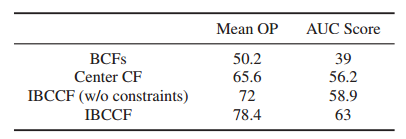 Mean OP AUC Score
BCFs 50.2 39
Center CF 65.6 56.2
IBCCF (w/o constraints) 72 58.9
IBCCF 78.4 63